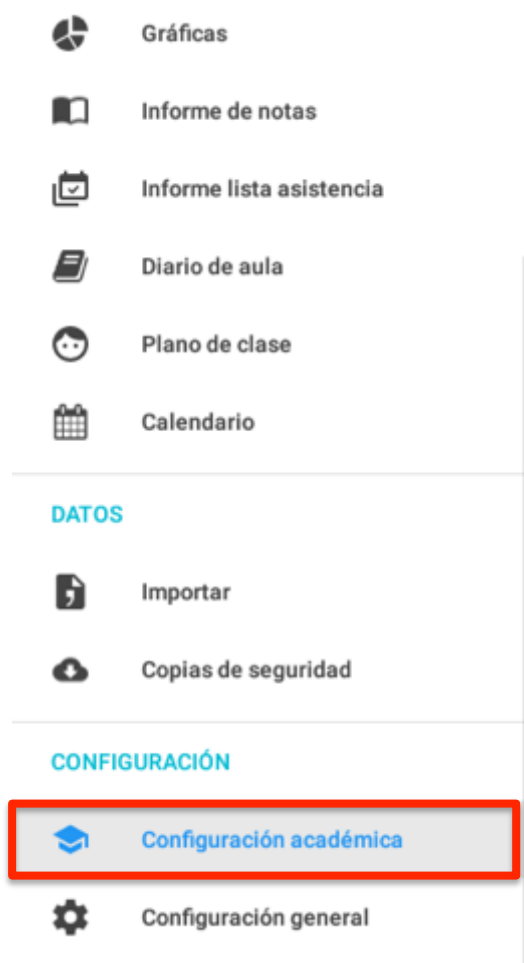 Gráficas
Informe de notas
Informe lista asistencia
Diario de aula
Plano de clase
Calendario
DATOS
Importar
Copias de seguridad
CONFIGURACIÓN
Configuración académica
Configuración general